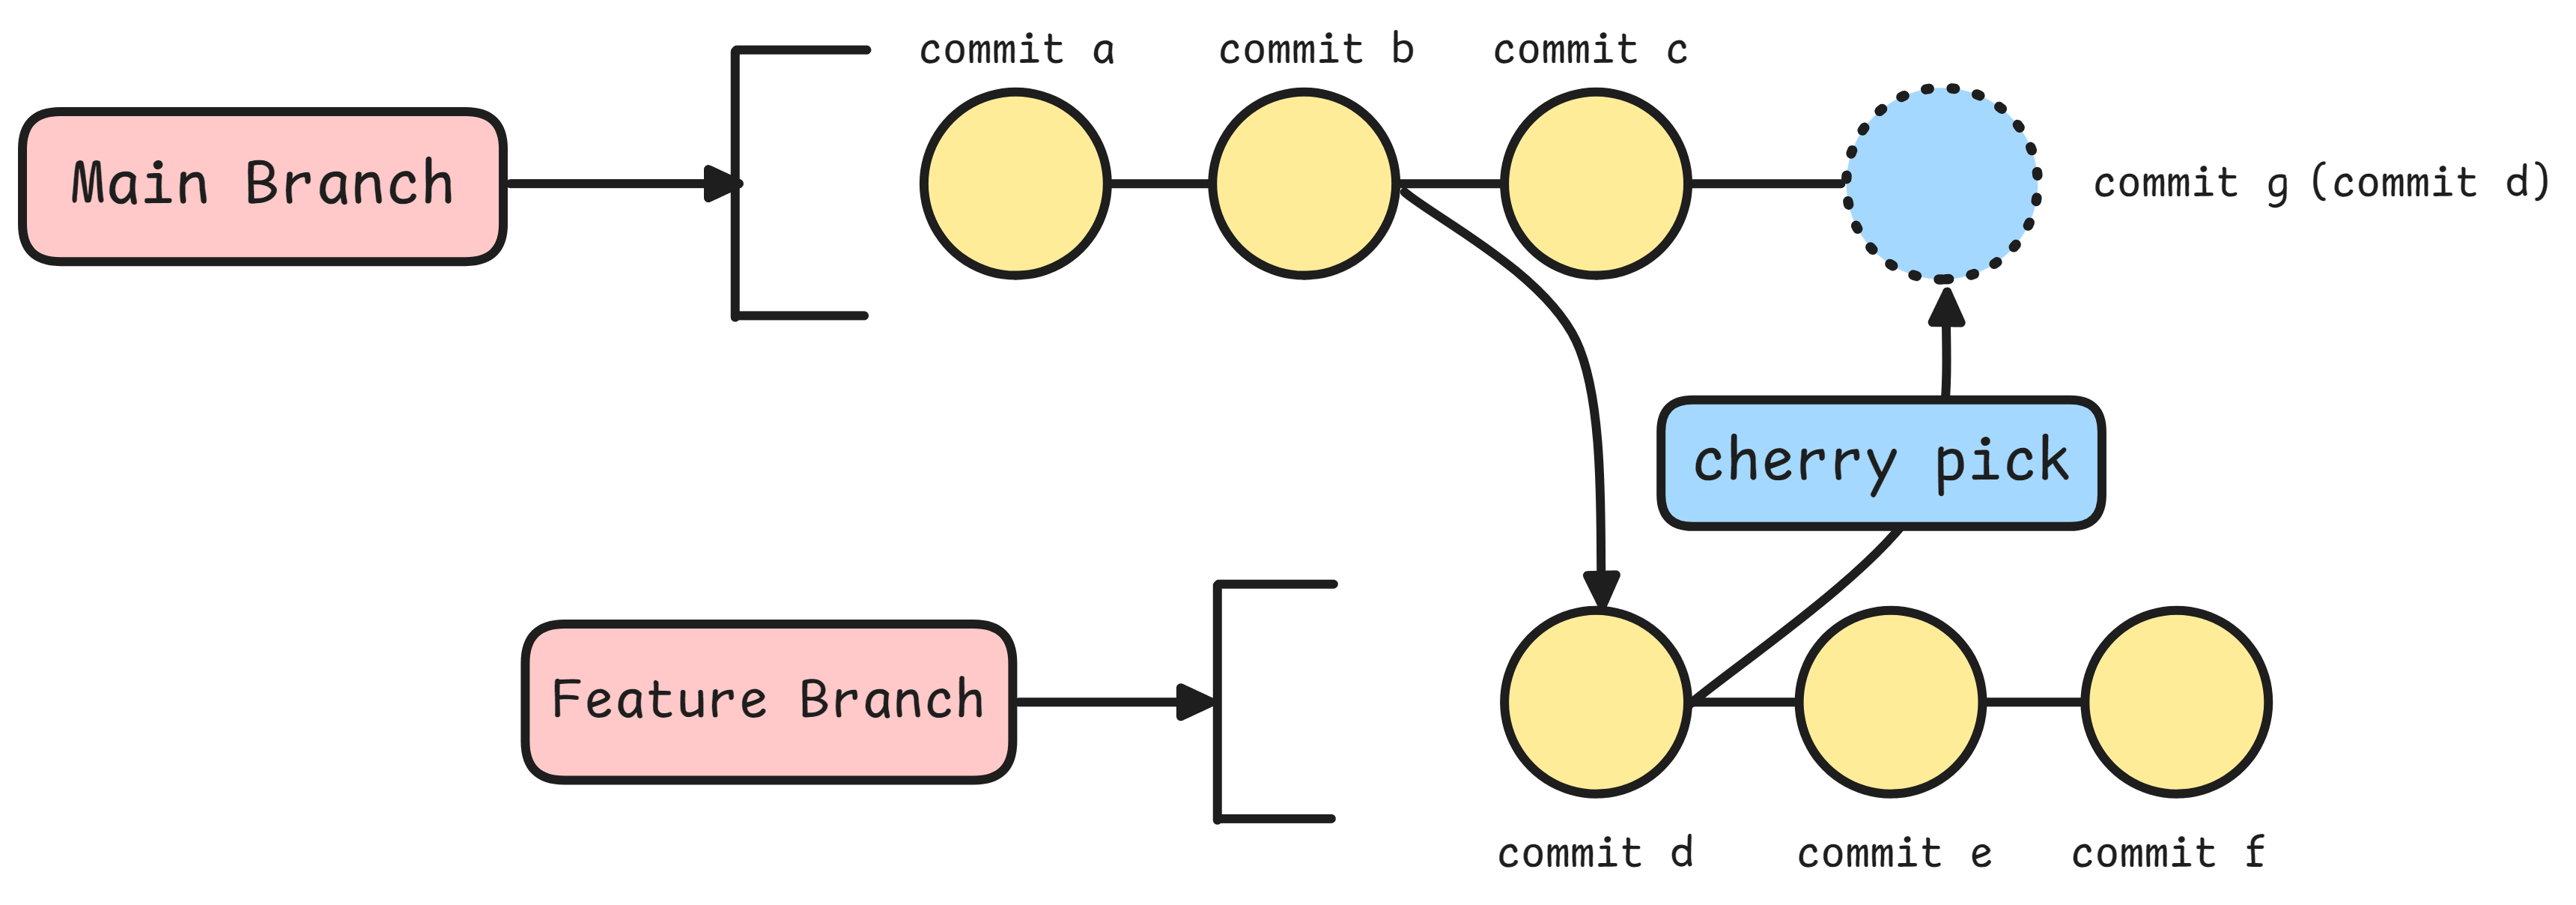 commit a
commit b
commit c
Main Branch
commit g (commit d)
cherry pick
Feature Branch
commit d
commit e
commit f